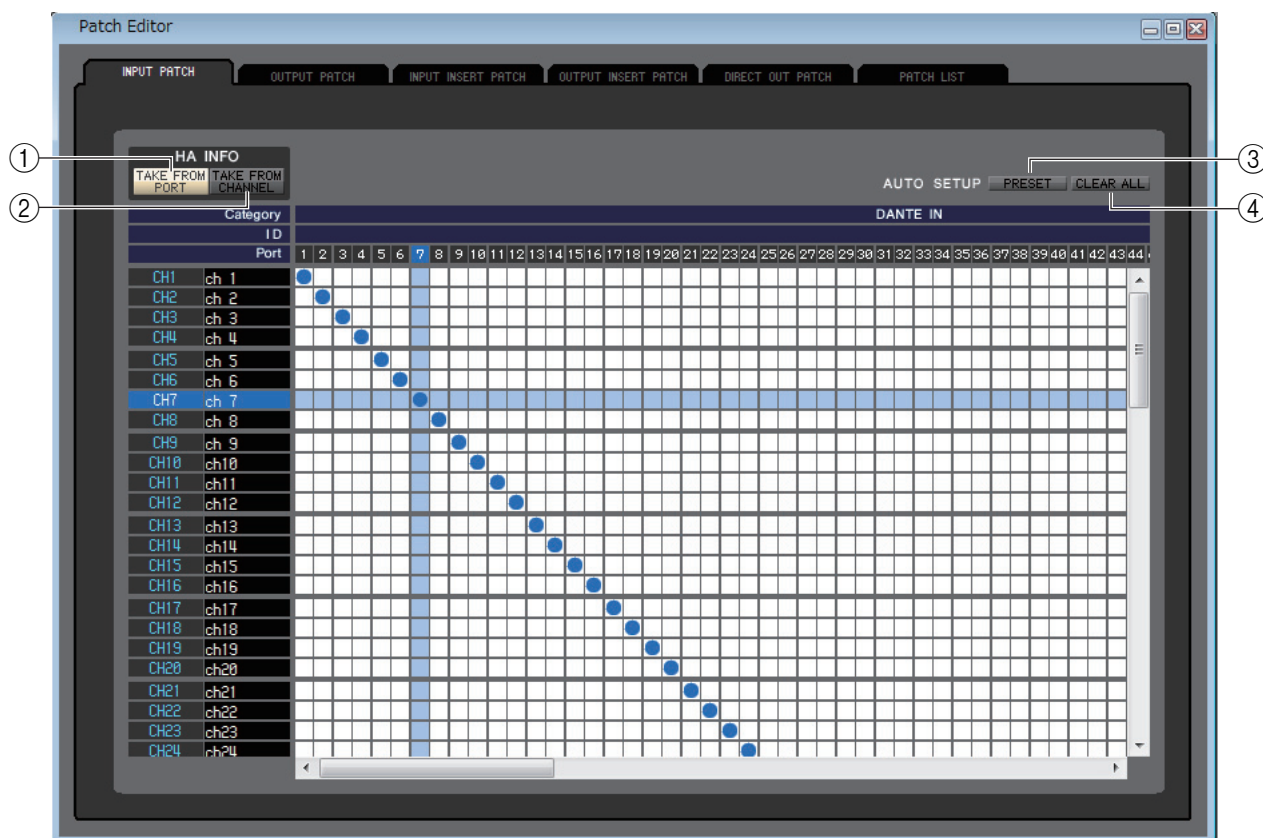 Patch Editor
INPUT PATCH OUTPUT PATCH INPUT INSERT PATCH OUTPUT INSERT PATCH DIRECT OUT PATCH PATCH LIST
HA INFO
1 TAKE FROM PORT TAKE FROM CHANNEL
2
3
AUTO SETUP PRESET CLEAR ALL
4
Category DANTE IN
ID
Port 1 2 3 4 5 6 7 8 9 10 11 12 13 14 15 16 17 18 19 20 21 22 23 24 25 26 27 28 29 30 31 32 33 34 35 36 37 38 39 40 41 42 43 44
CH1 ch 1
CH2 ch 2
CH3 ch 3
CH4 ch 4
CH5 ch 5
CH6 ch 6
CH7 ch 7
CH8 ch 8
CH9 ch 9
CH10 ch10
CH11 ch11
CH12 ch12
CH13 ch13
CH14 ch14
CH15 ch15
CH16 ch16
CH17 ch17
CH18 ch18
CH19 ch19
CH20 ch20
CH21 ch21
CH22 ch22
CH23 ch23
CH24 ch24